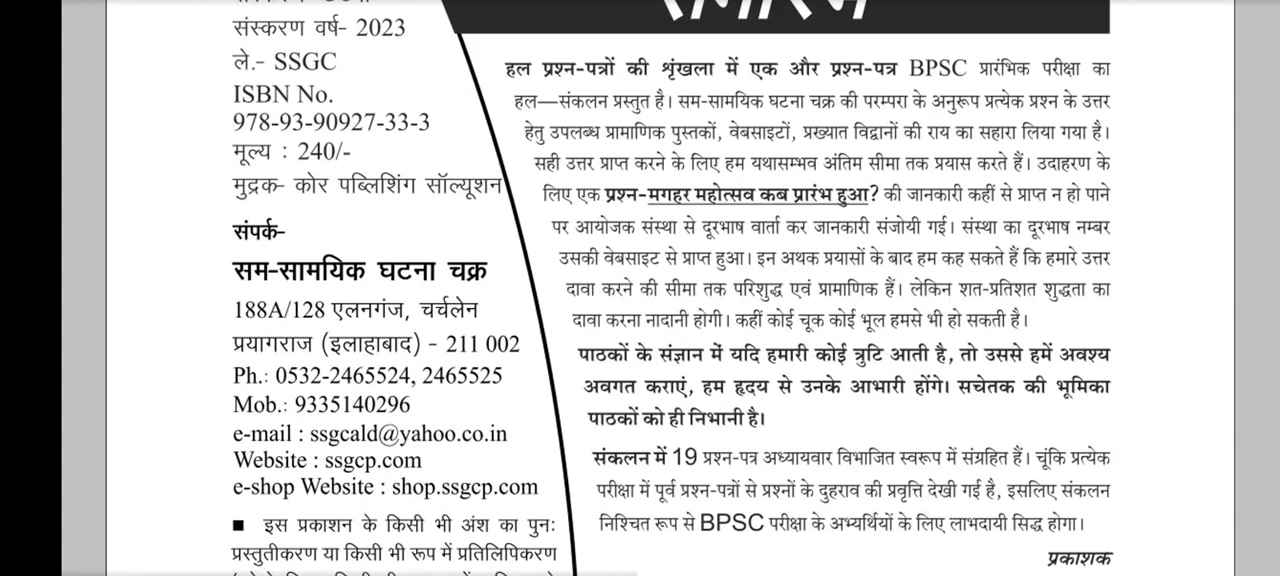 संस्करण वर्ष- 2023
ले.- SSGC
ISBN No.
978-93-90927-33-3
मूल्य : 240/-
मुद्रक- कोर पब्लिशिंग सॉल्यूशन
संपर्क-
सम-सामयिक घटना चक्र
188A/128 एलनगंज, चर्चलेन
प्रयागराज (इलाहाबाद) - 211 002
Ph.: 0532-2465524, 2465525
Mob.: 9335140296
e-mail : ssgcald@yahoo.co.in
Website : ssgcp.com
e-shop Website : shop.ssgcp.com
■ इस प्रकाशन के किसी भी अंश का पुनः
प्रस्तुतीकरण या किसी भी रूप में प्रतिलिपिकरण
हल प्रश्न-पत्रों की शृंखला में एक और प्रश्न-पत्र BPSC प्रारंभिक परीक्षा का
हल—संकलन प्रस्तुत है। सम-सामयिक घटना चक्र की परम्परा के अनुरूप प्रत्येक प्रश्न के उत्तर
हेतु उपलब्ध प्रामाणिक पुस्तकों, वेबसाइटों, प्रख्यात विद्वानों की राय का सहारा लिया गया है।
सही उत्तर प्राप्त करने के लिए हम यथासम्भव अंतिम सीमा तक प्रयास करते हैं। उदाहरण के
लिए एक प्रश्न-मगहर महोत्सव कब प्रारंभ हुआ? की जानकारी कहीं से प्राप्त न हो पाने
पर आयोजक संस्था से दूरभाष वार्ता कर जानकारी संजोयी गई। संस्था का दूरभाष नम्बर
उसकी वेबसाइट से प्राप्त हुआ। इन अथक प्रयासों के बाद हम कह सकते हैं कि हमारे उत्तर
दावा करने की सीमा तक परिशुद्ध एवं प्रामाणिक हैं। लेकिन शत-प्रतिशत शुद्धता का
दावा करना नादानी होगी। कहीं कोई चूक कोई भूल हमसे भी हो सकती है।
पाठकों के संज्ञान में यदि हमारी कोई त्रुटि आती है, तो उससे हमें अवश्य
अवगत कराएं, हम हृदय से उनके आभारी होंगे। सचेतक की भूमिका
पाठकों को ही निभानी है।
संकलन में 19 प्रश्न-पत्र अध्यायवार विभाजित स्वरूप में संग्रहित हैं। चूंकि प्रत्येक
परीक्षा में पूर्व प्रश्न-पत्रों से प्रश्नों के दुहराव की प्रवृत्ति देखी गई है, इसलिए संकलन
निश्चित रूप से BPSC परीक्षा के अभ्यर्थियों के लिए लाभदायी सिद्ध होगा।
प्रकाशक